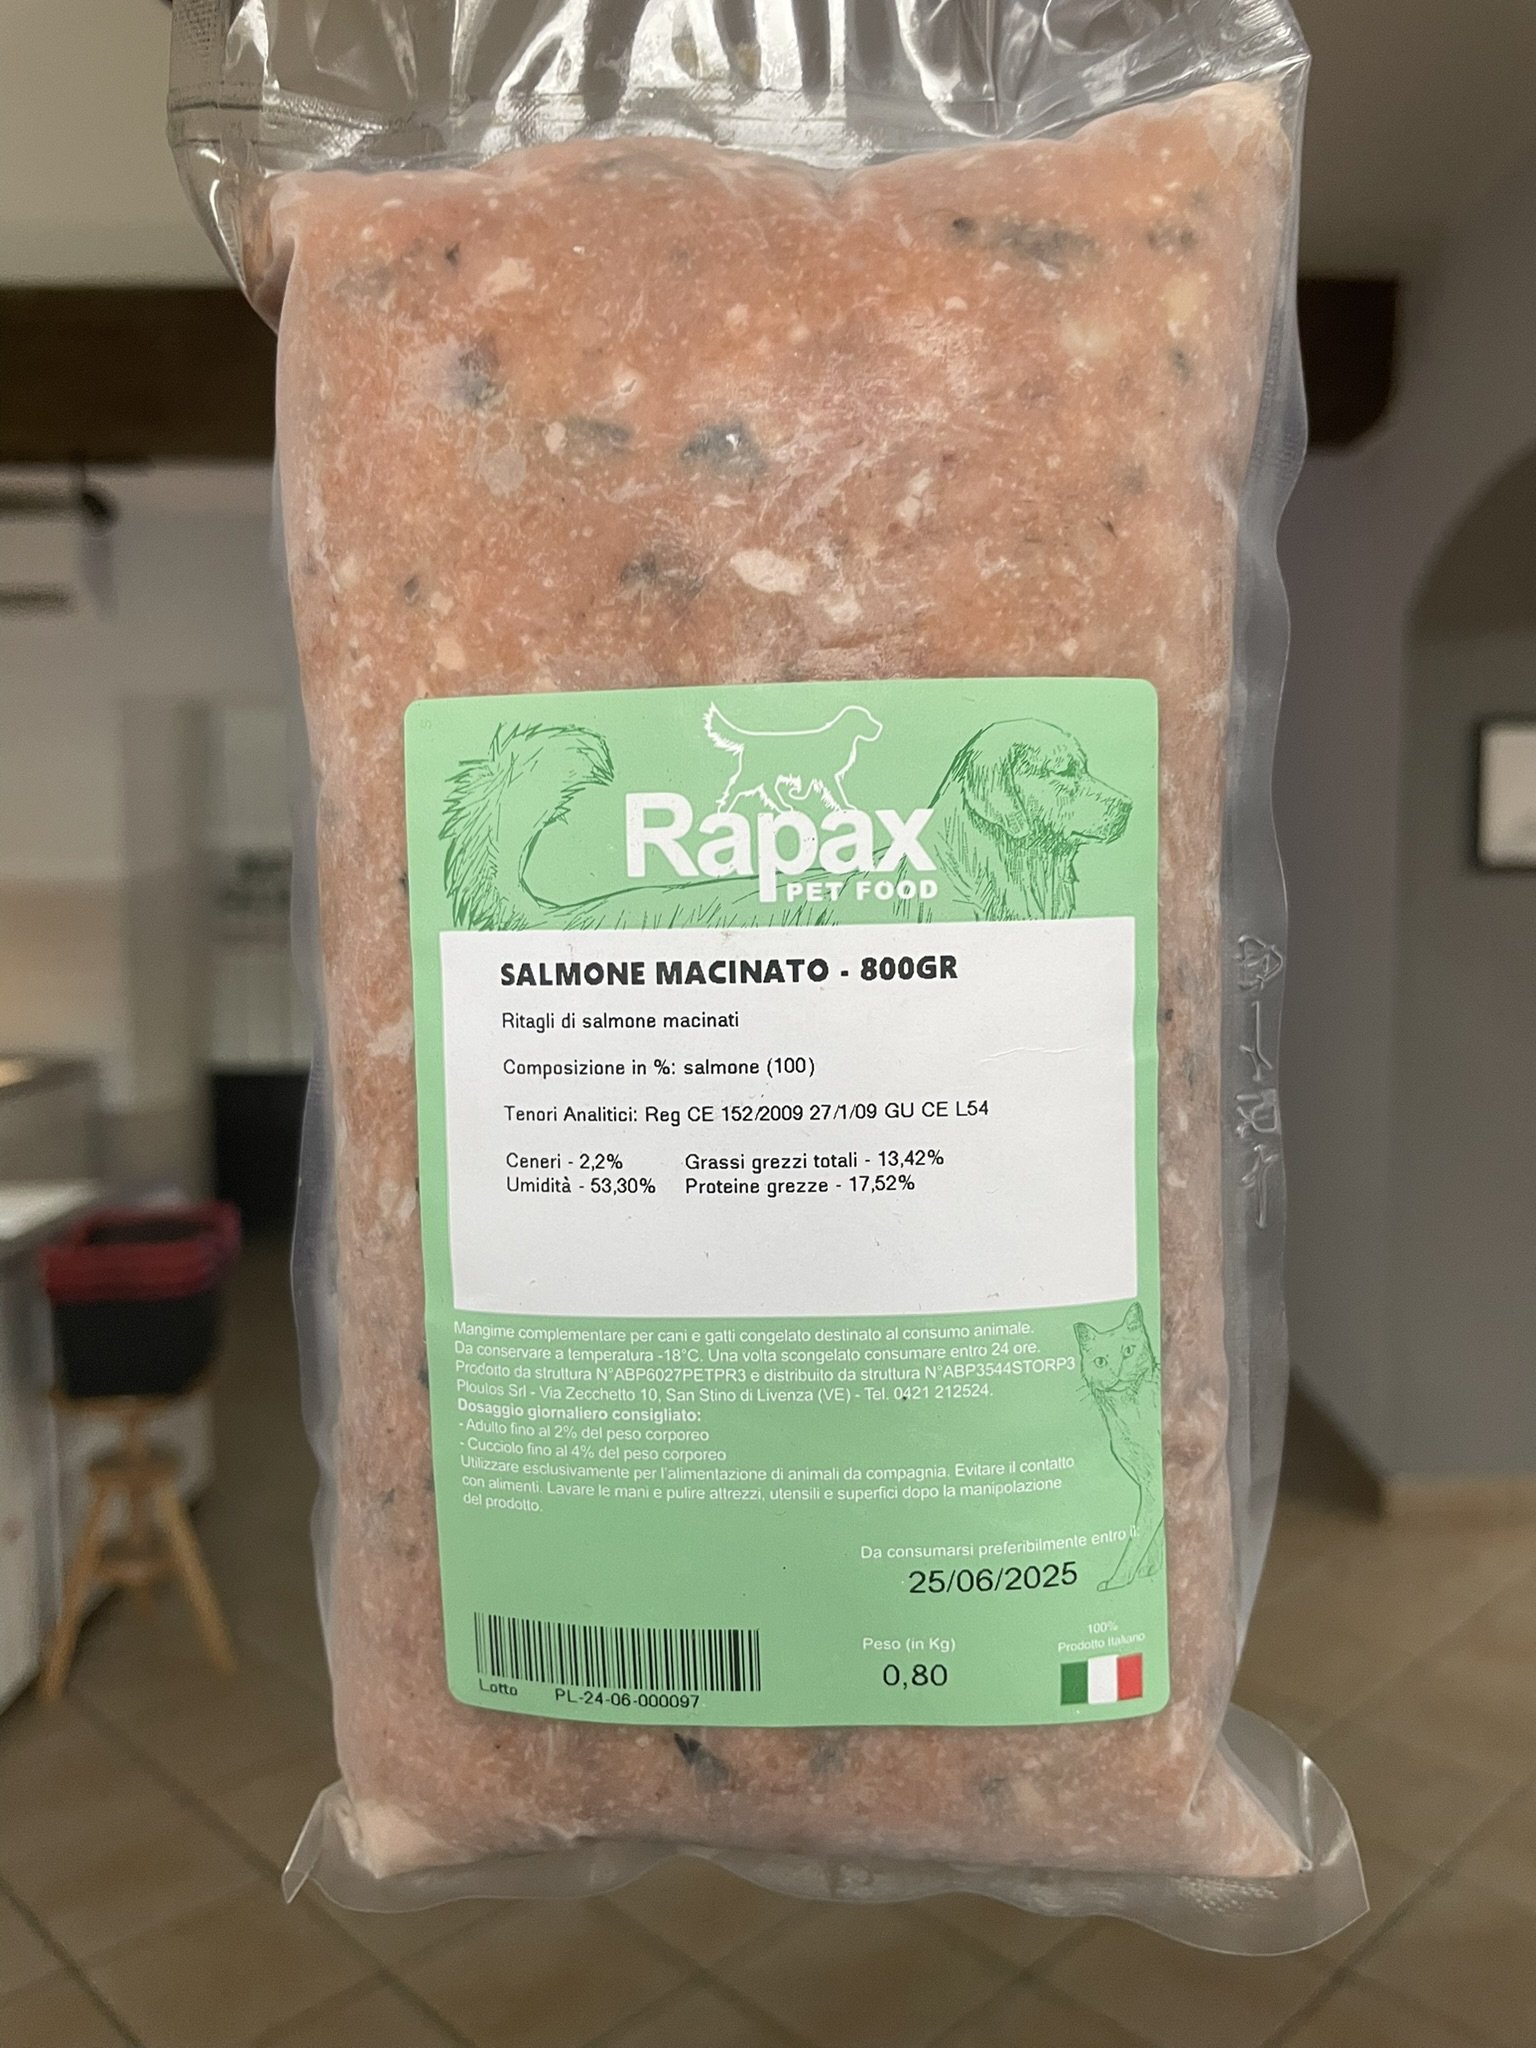 Rapax
PET FOOD
SALMONE MACINATO - 800GR
Ritagli di salmone macinati
Composizione in %: salmone (100)
Tenori Analitici: Reg CE 152/2009 27/1/09 GU CE L54
Ceneri - 2,2% Grassi grezzi totali - 13,42%
Umidità - 53,30% Proteine grezze - 17,52%
Mangime complementare per cani e gatti congelato destinato al consumo animale.
Da conservare a temperatura -18°C. Una volta scongelato consumare entro 24 ore.
Prodotto da struttura N°ABP6027PETPR3 e distribuito da struttura N°ABP3544STORP3
Ploutos Srl - Via Zecchetto 10, San Stino di Livenza (VE) - Tel. 0421 212524.
Dosaggio giornaliero consigliato:
- Adulto fino al 2% del peso corporeo
- Cucciolo fino al 4% del peso corporeo
Utilizzare esclusivamente per l'alimentazione di animali da compagnia. Evitare il contatto
con alimenti. Lavare le mani e pulire attrezzi, utensili e superfici dopo la manipolazione
del prodotto.
Da consumarsi preferibilmente entro il:
25/06/2025
Lotto PL-24-06-000097
Peso (in Kg)
0,80
100%
Prodotto Italiano